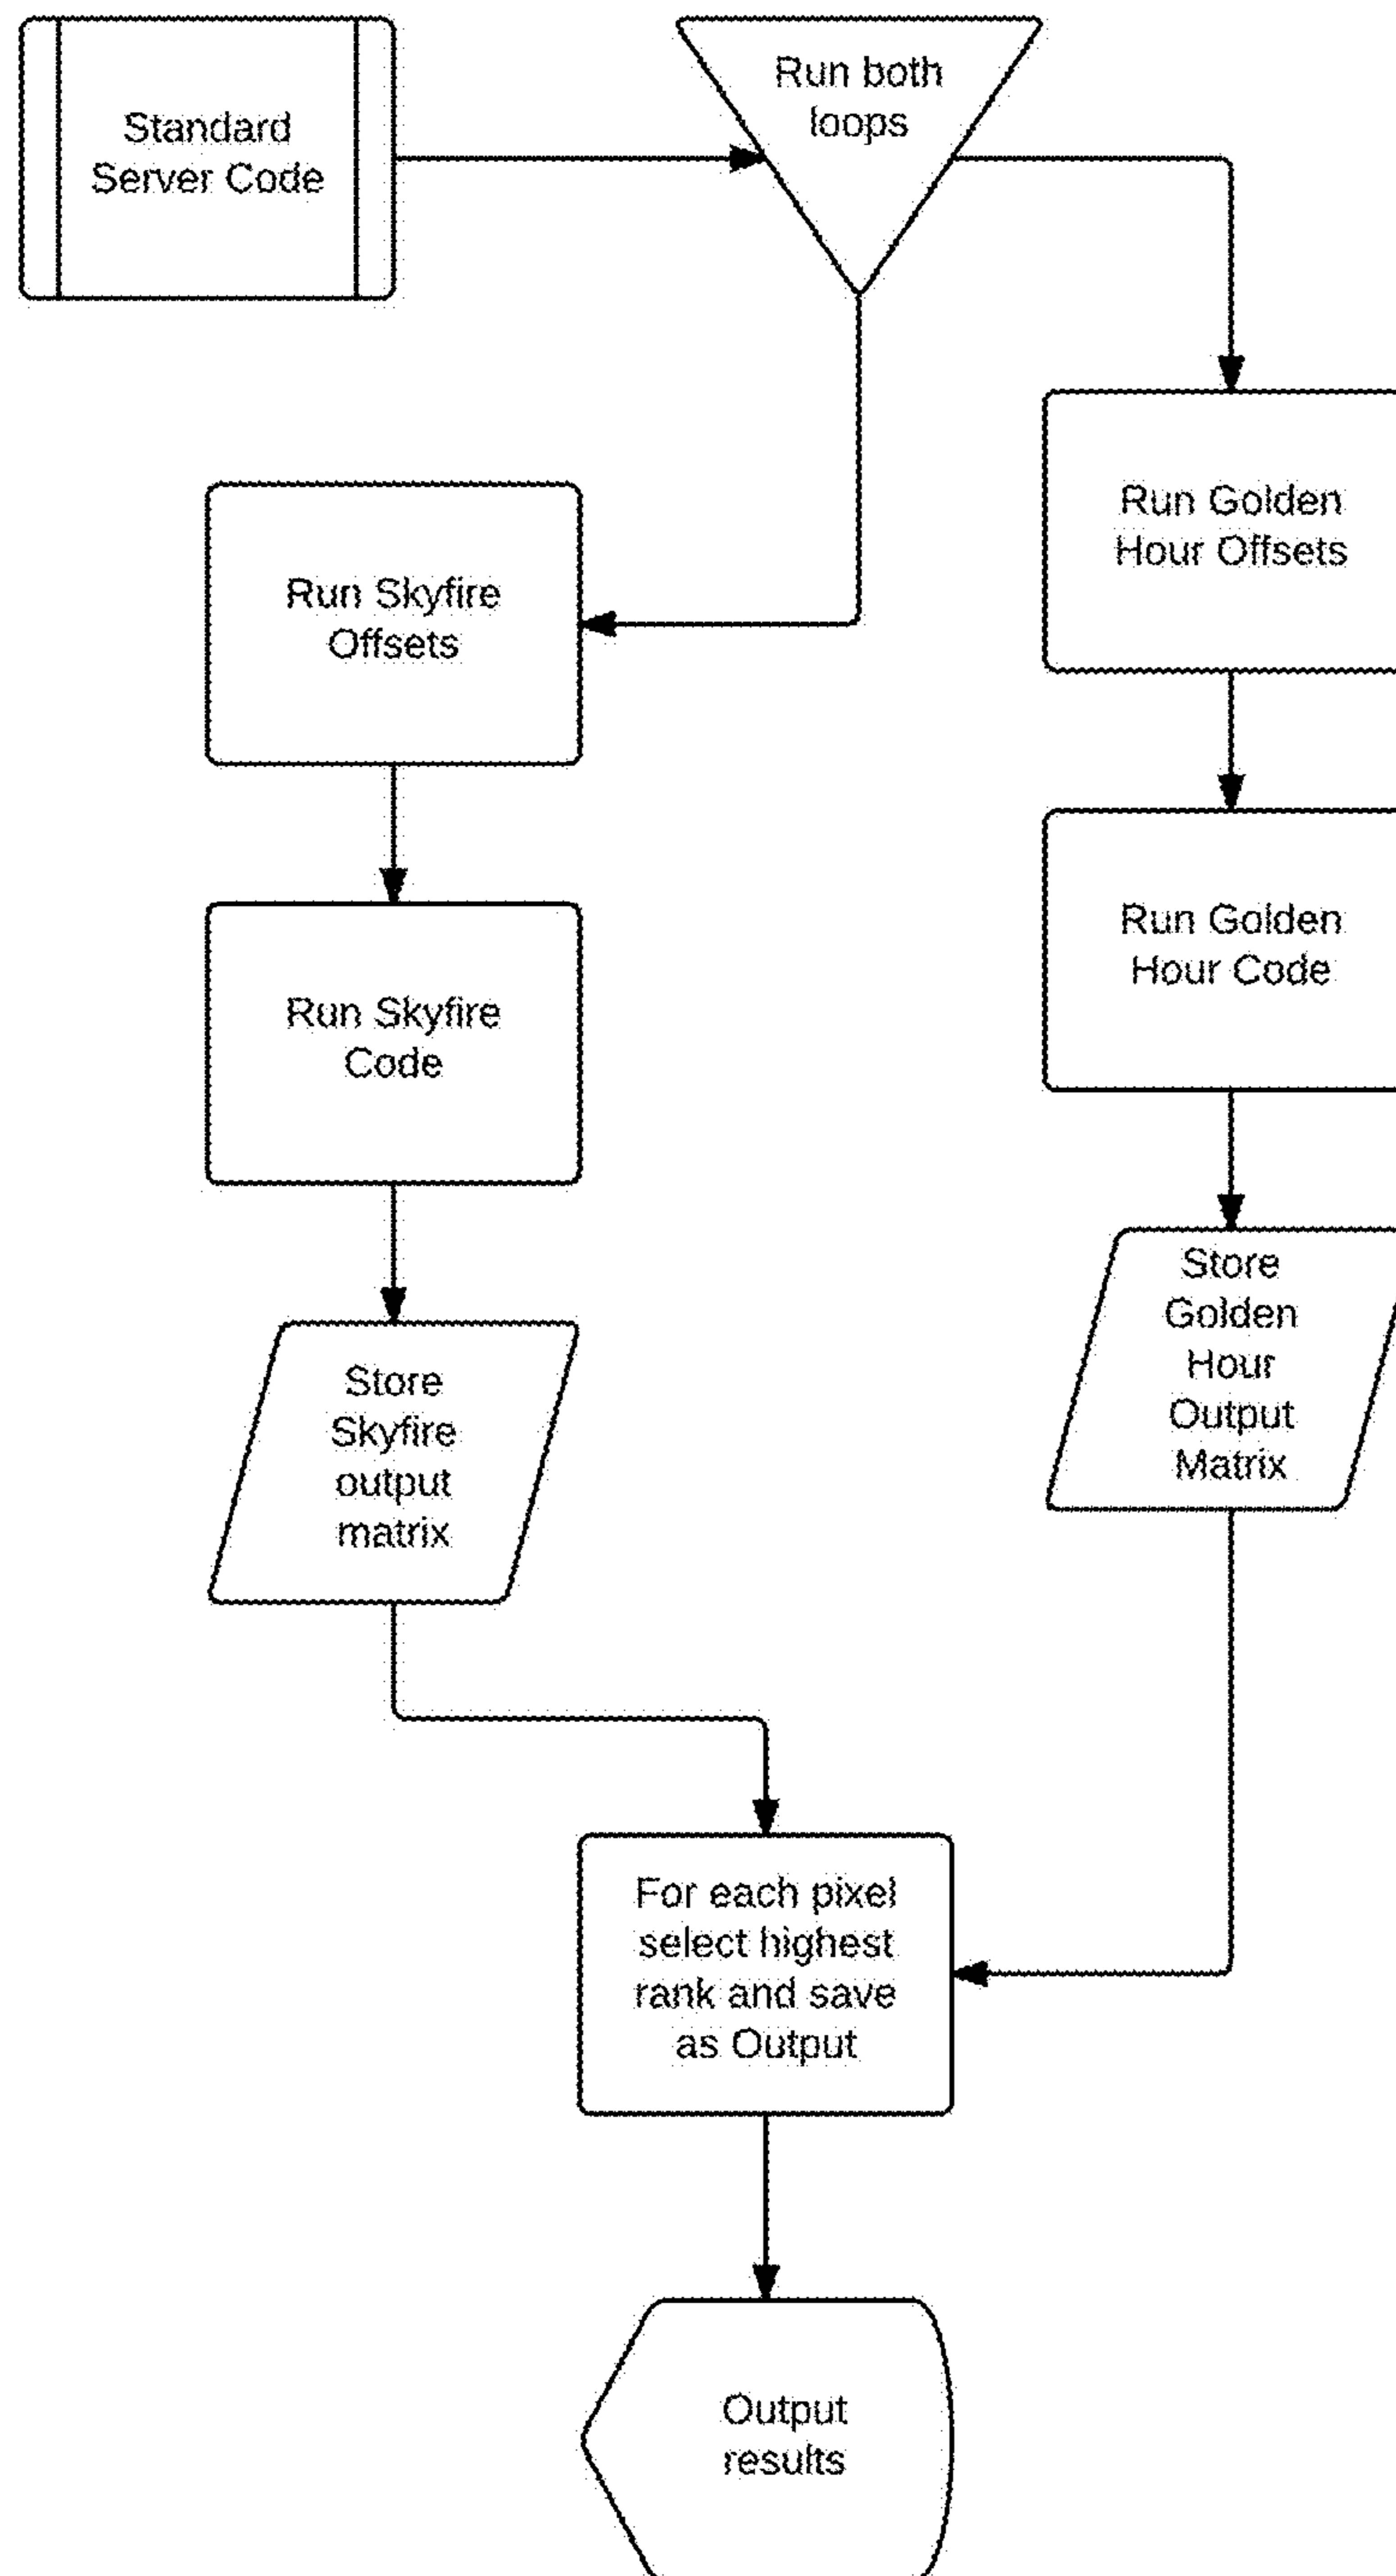 Standard
Server Code
Run both
loops
Run Golden
Hour Offsets
Run Skyfire
Offsets
Run Golden
Hour Code
Run Skyfire
Code
Store
Golden
Hour
Output
Matrix
Store
Skyfire
output
matrix
For each pixel
select highest
rank and save
as Output
Output
results